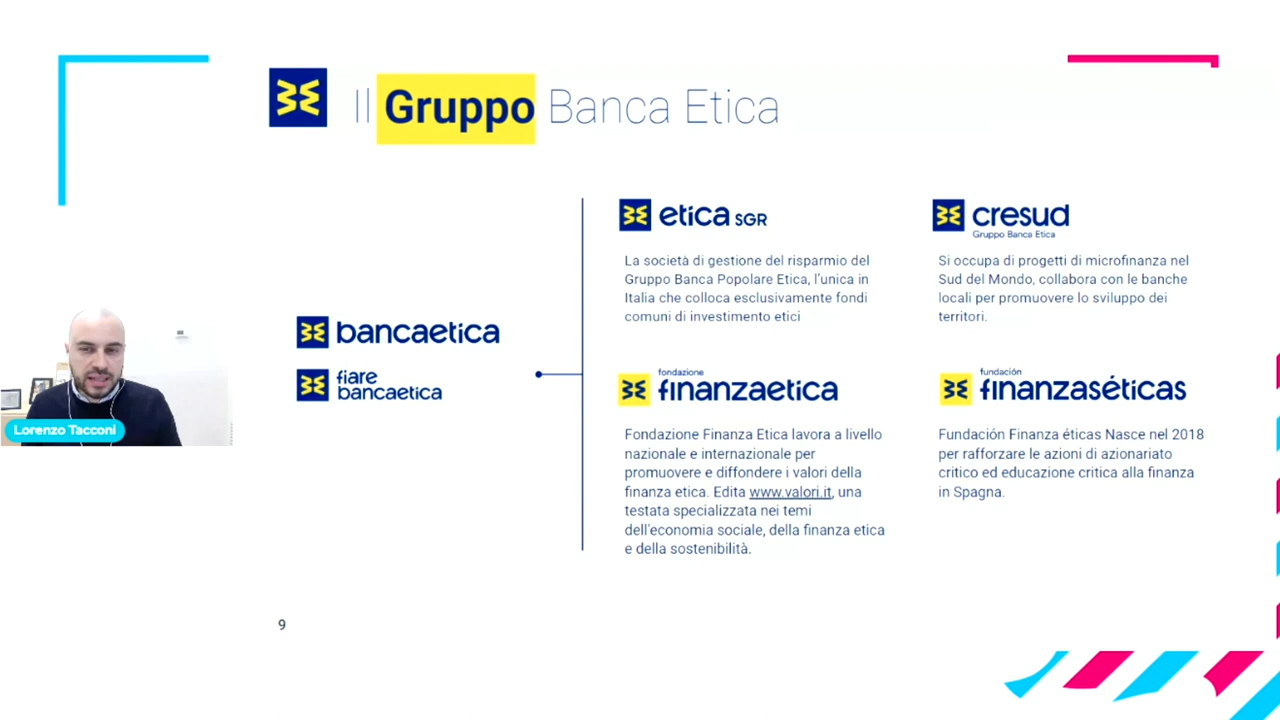 Il Gruppo Banca Etica
bancaetica
fiare
bancaetica
etica SGR
La società di gestione del risparmio del
Gruppo Banca Popolare Etica, l'unica in
Italia che colloca esclusivamente fondi
comuni di investimento etici
cresud
Gruppo Banca Etica
Si occupa di progetti di microfinanza nel
Sud del Mondo, collabora con le banche
locali per promuovere lo sviluppo dei
territori.
fondazione
finanzaetica
Fondazione Finanza Etica lavora a livello
nazionale e internazionale per
promuovere e diffondere i valori della
finanza etica. Edita www.valori.it, una
testata specializzata nei temi
dell'economia sociale, della finanza etica
e della sostenibilità.
fundación
finanzaséticas
Fundación Finanza éticas Nasce nel 2018
per rafforzare le azioni di azionariato
critico ed educazione critica alla finanza
in Spagna.
Lorenzo Tacconi
9